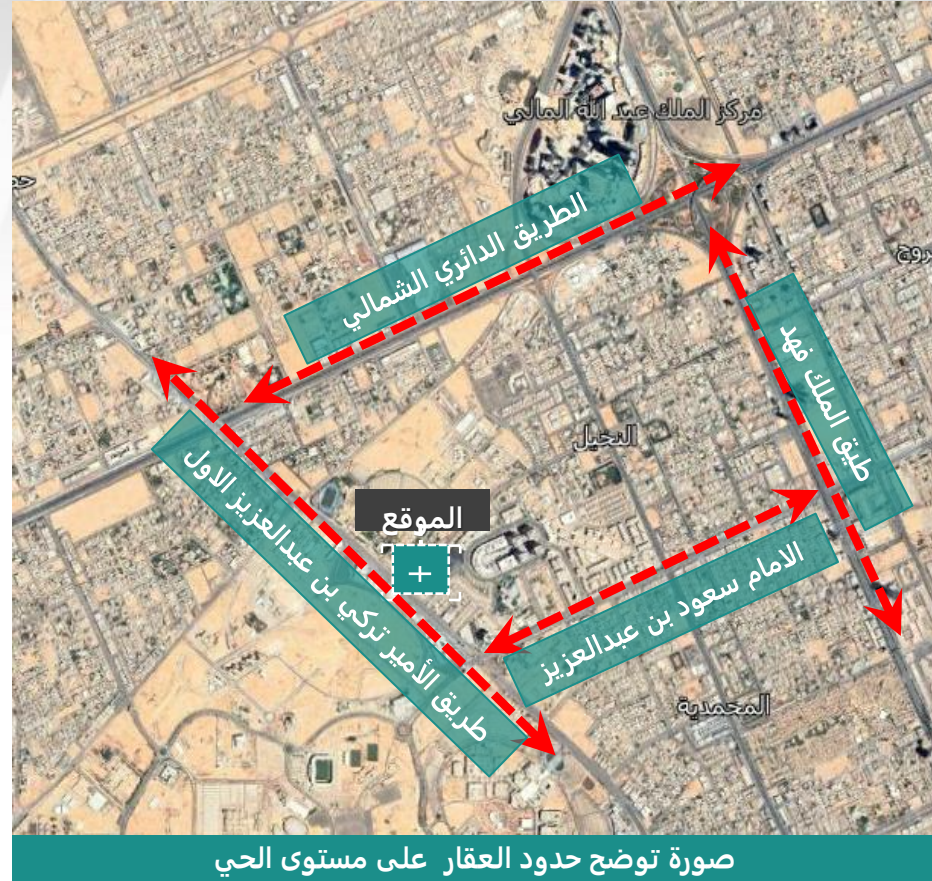 مركز الملك عبد الله المالي
الطريق الدائري الشمالي
طيق الملك فهد
النخيل
الموقع
طريق الأمير تركي بن عبدالعزيز الاول
الامام سعود بن عبدالعزيز
المحمدية
صورة توضح حدود العقار على مستوى الحي